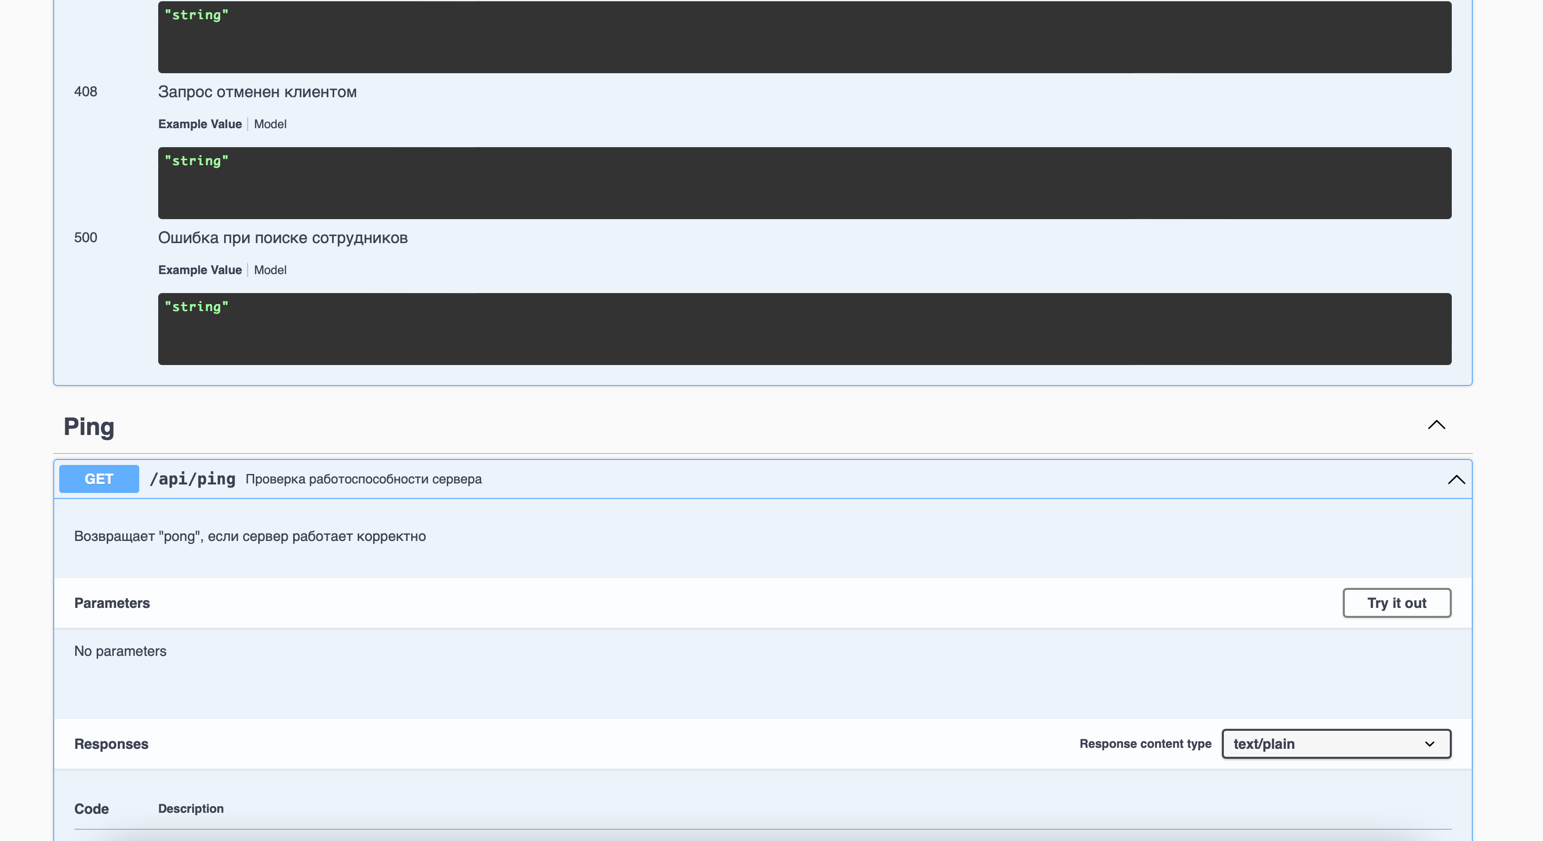 "string"
408 Запрос отменен клиентом
Example Value Model
"string"
500 Ошибка при поиске сотрудников
Example Value Model
"string"
Ping
GET /api/ping Проверка работоспособности сервера
Возвращает "pong", если сервер работает корректно
Parameters Try it out
No parameters
Responses Response content type text/plain
Code Description